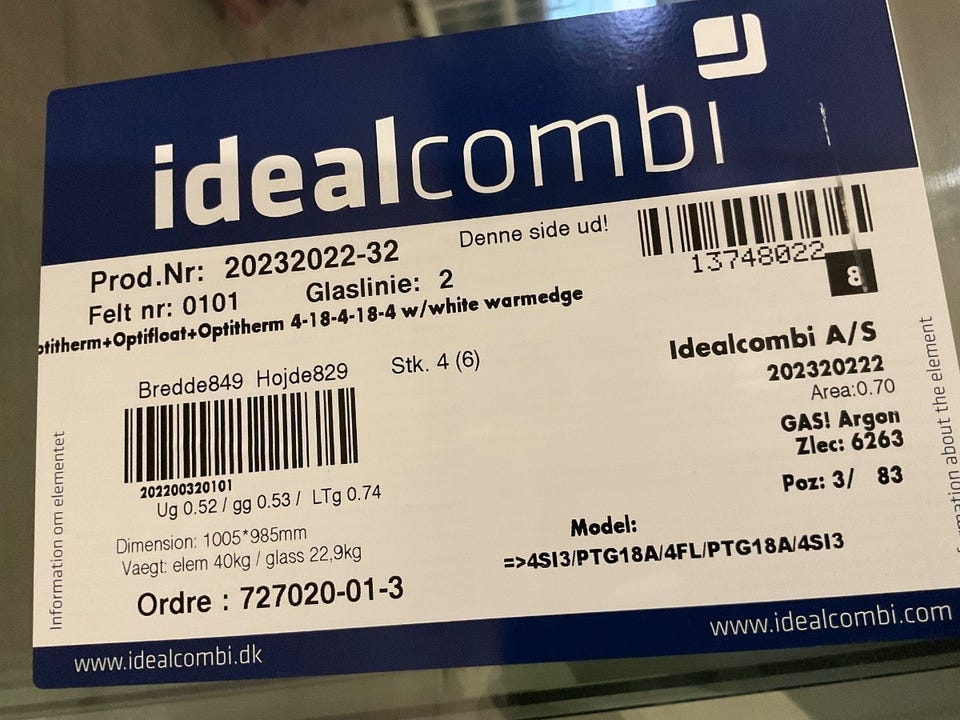 idealcombi
Prod.Nr: 20232022-32
Denne side ud!
13748022
8
Felt nr: 0101
Glaslinie: 2
+Optifloat+Optitherm 4-18-4-18-4 w/white warmedge
Bredde849 Hojde829
Stk. 4 (6)
202200320101
Ug 0.52 / gg 0.53 / LTg 0.74
Dimension: 1005*985mm
Vaegt: elem 40kg / glass 22,9kg
Ordre : 727020-01-3
Idealcombi A/S
202320222
Area:0.70
GAS! Argon
Zlec: 6263
Poz: 3/ 83
Model:
=>4SI3/PTG18A/4FL/PTG18A/4SI3
Information om elementet
about the element
www.idealcombi.dk
www.idealcombi.com